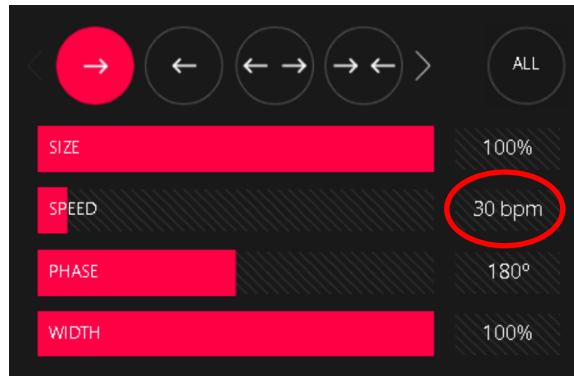 ALL
SIZE 100%
SPEED 30 bpm
PHASE 180º
WIDTH 100%